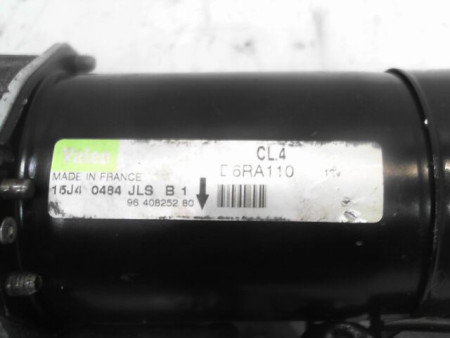 Valeo
CL4
D6RA110
MADE IN FRANCE
15J4 0484 JLS B 1
96 408252 80